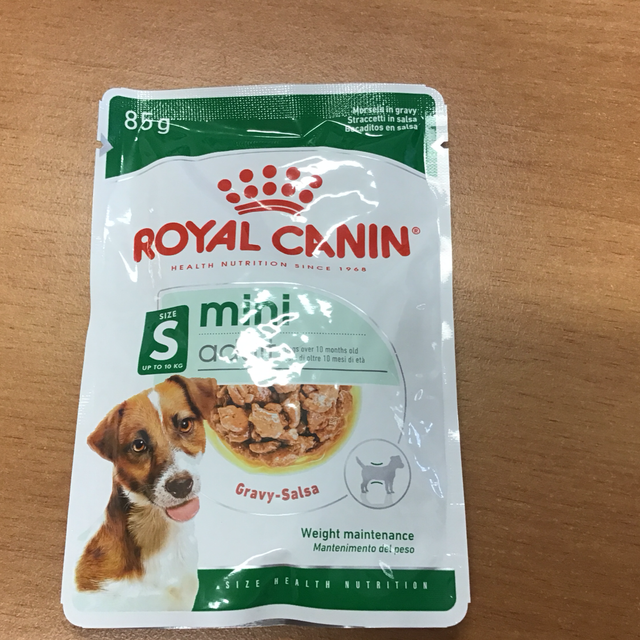 85g
Morsels in gravy
Straccetti in salsa
Bocaditos en salsa
ROYAL CANIN®
HEALTH NUTRITION SINCE 1968
SIZE
S
UP TO 10 KG
mini
over 10 months old
di oltre 10 mesi di età
Gravy-Salsa
Weight maintenance
Mantenimento del peso
SIZE HEALTH NUTRITION